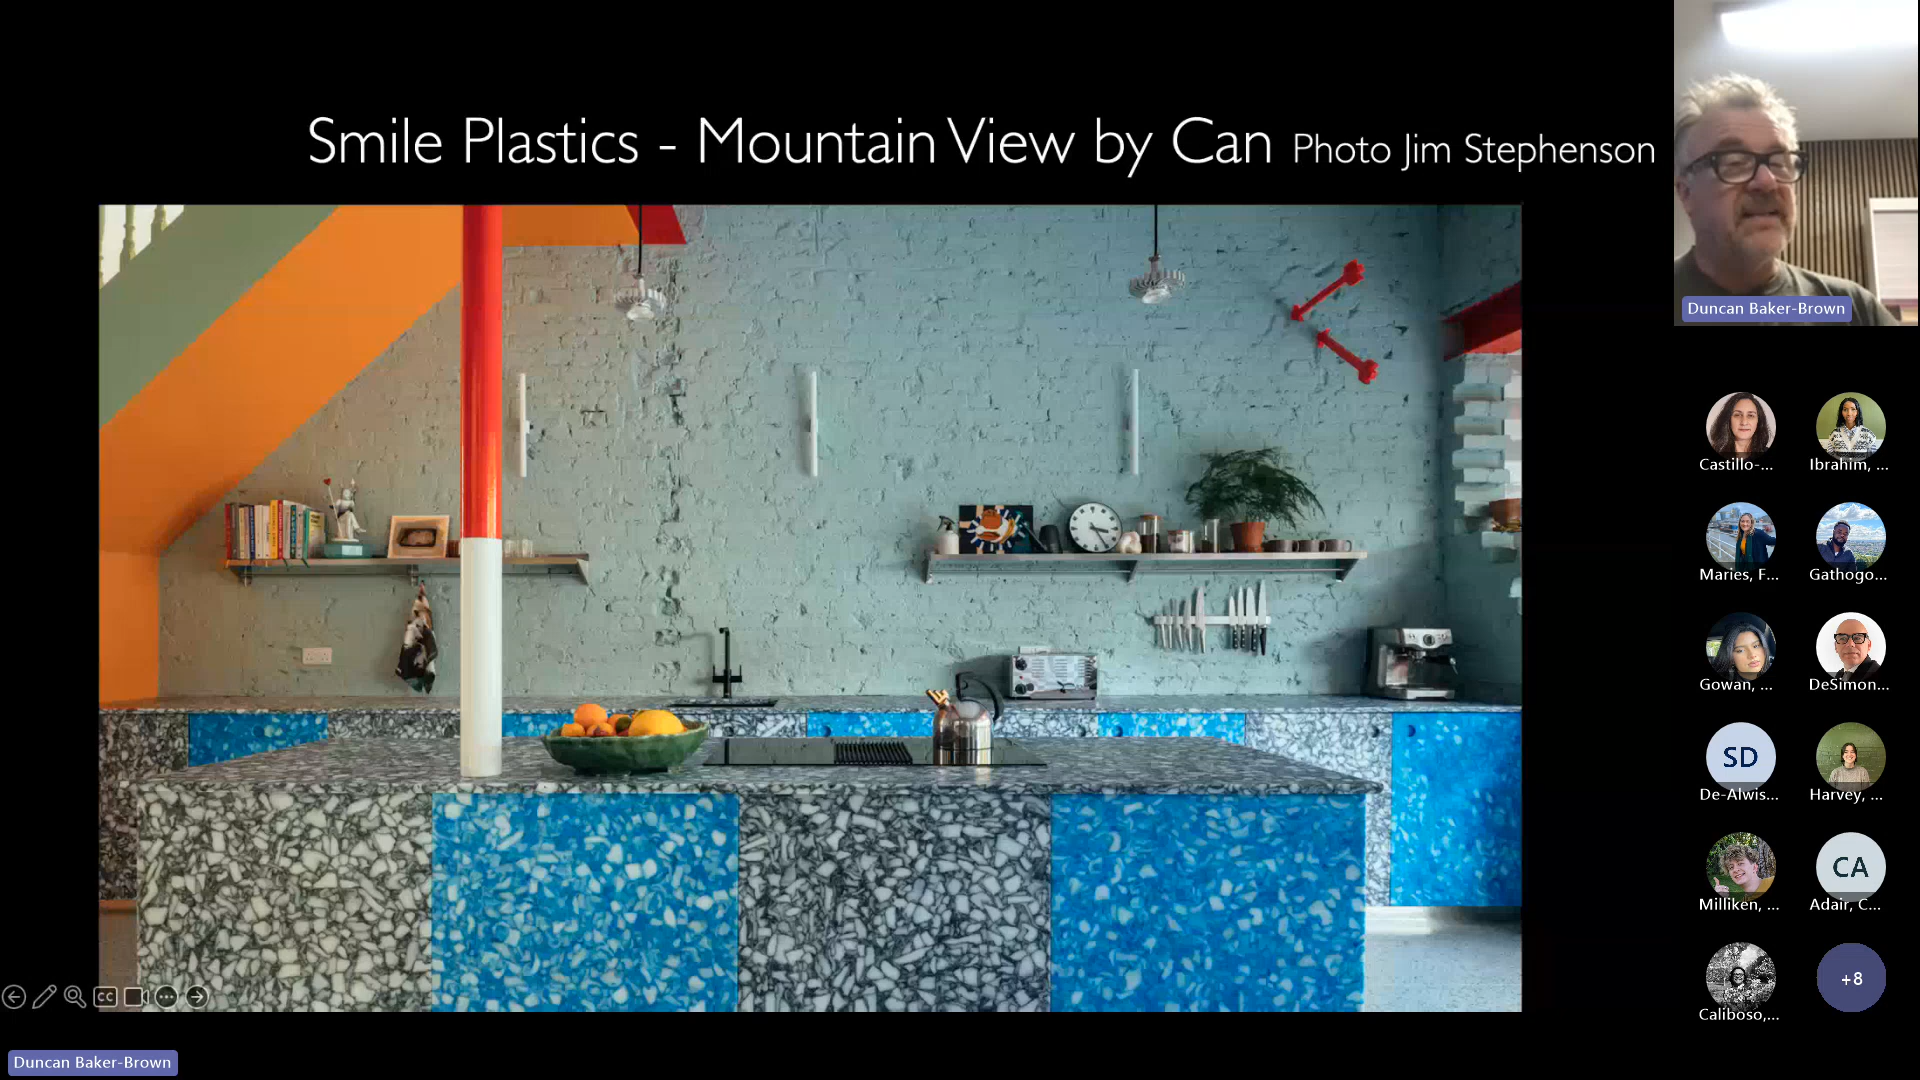 Smile Plastics - Mountain View by Can Photo Jim Stephenson
Duncan Baker-Brown
Castillo-...
Ibrahim, ...
Maries, F...
Gathogo...
Gowan, ...
DeSimon...
SD
De-Alwis...
Harvey, ...
Milliken, ...
CA
Adair, C...
Caliboso,...
+8
CC
Duncan Baker-Brown